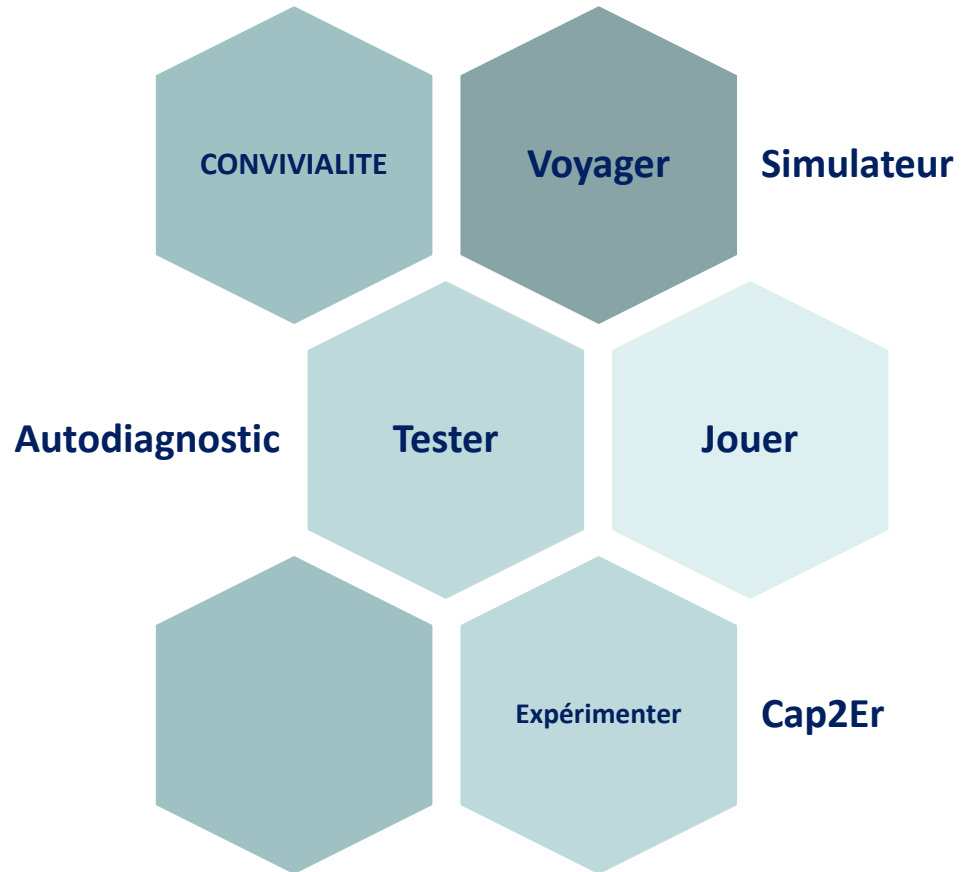 CONVIVIALITE
Voyager
Simulateur
Autodiagnostic
Tester
Jouer
Expérimenter
Cap2Er